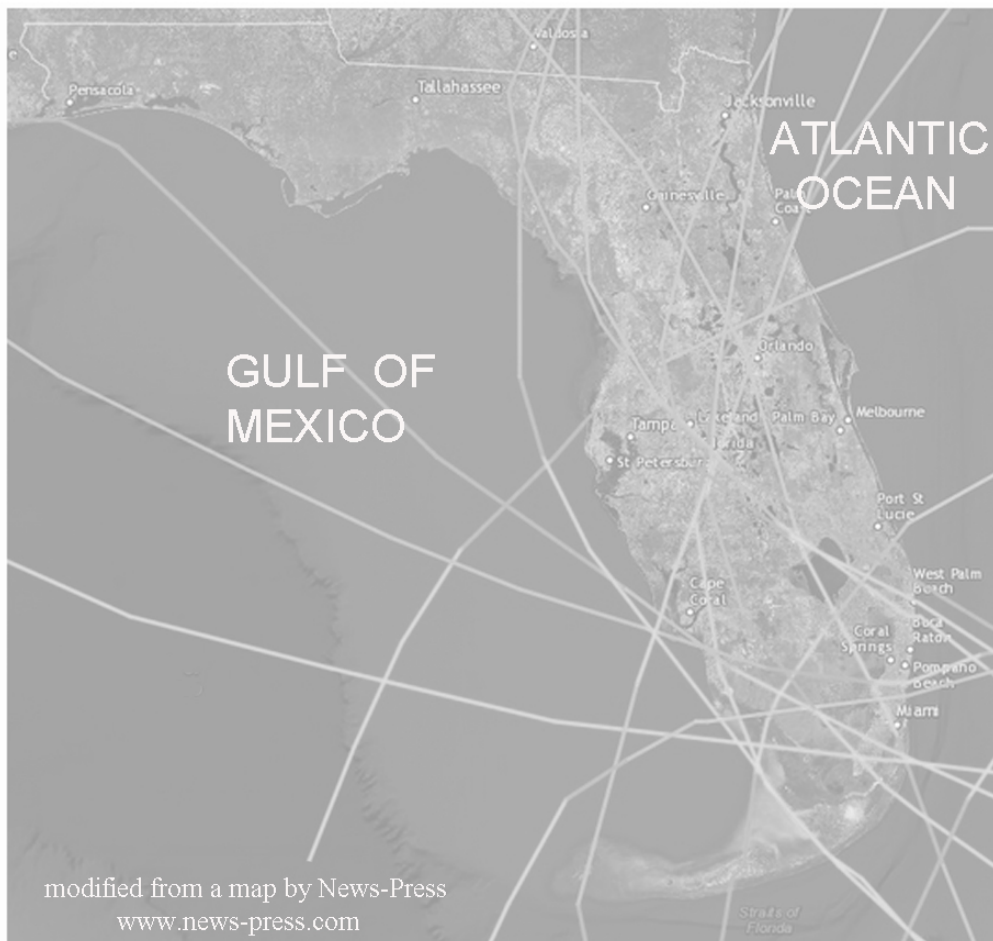 Valdosta
Pensacola
Tallahassee
Jacksonville
ATLANTIC
OCEAN
Gainesville
Palm
Coast
Orlando
GULF OF
MEXICO
Lakeland
Palm Bay
Melbourne
Tampa
St Petersburg
Florida
Port St
Lucie
Cape
Coral
West Palm
Beach
Boca
Raton
Coral
Springs
Pompano
Beach
Miami
modified from a map by News-Press
www.news-press.com
Straits of
Florida